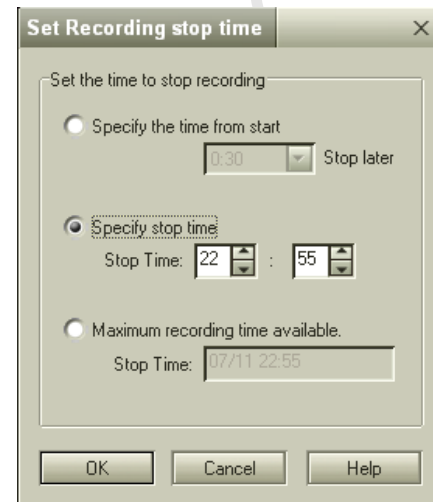 Set Recording stop time
Set the time to stop recording
Specify the time from start
0:30 Stop later
Specify stop time
Stop Time: 22 : 55
Maximum recording time available.
Stop Time: 07/11 22:55
OK Cancel Help